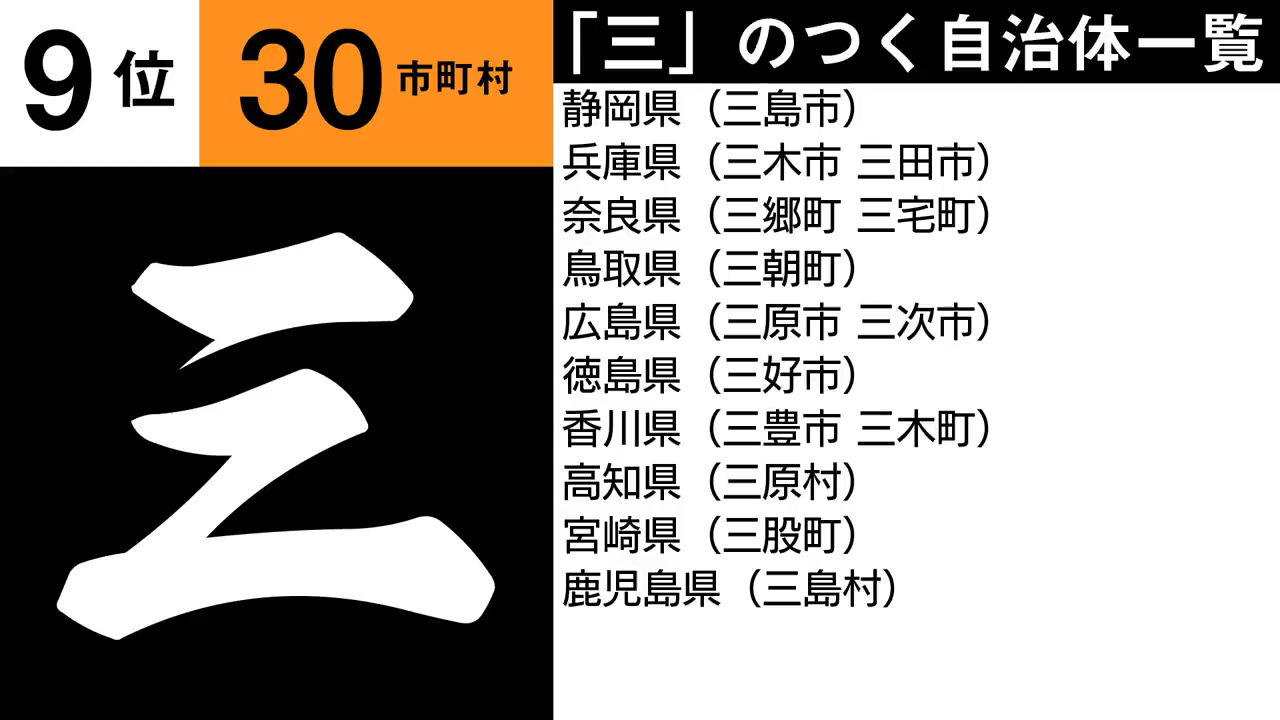 9位
30市町村
三
「三」のつく自治体一覧
静岡県（三島市）
兵庫県（三木市 三田市）
奈良県（三郷町 三宅町）
鳥取県（三朝町）
広島県（三原市 三次市）
徳島県（三好市）
香川県（三豊市 三木町）
高知県（三原村）
宮崎県（三股町）
鹿児島県（三島村）